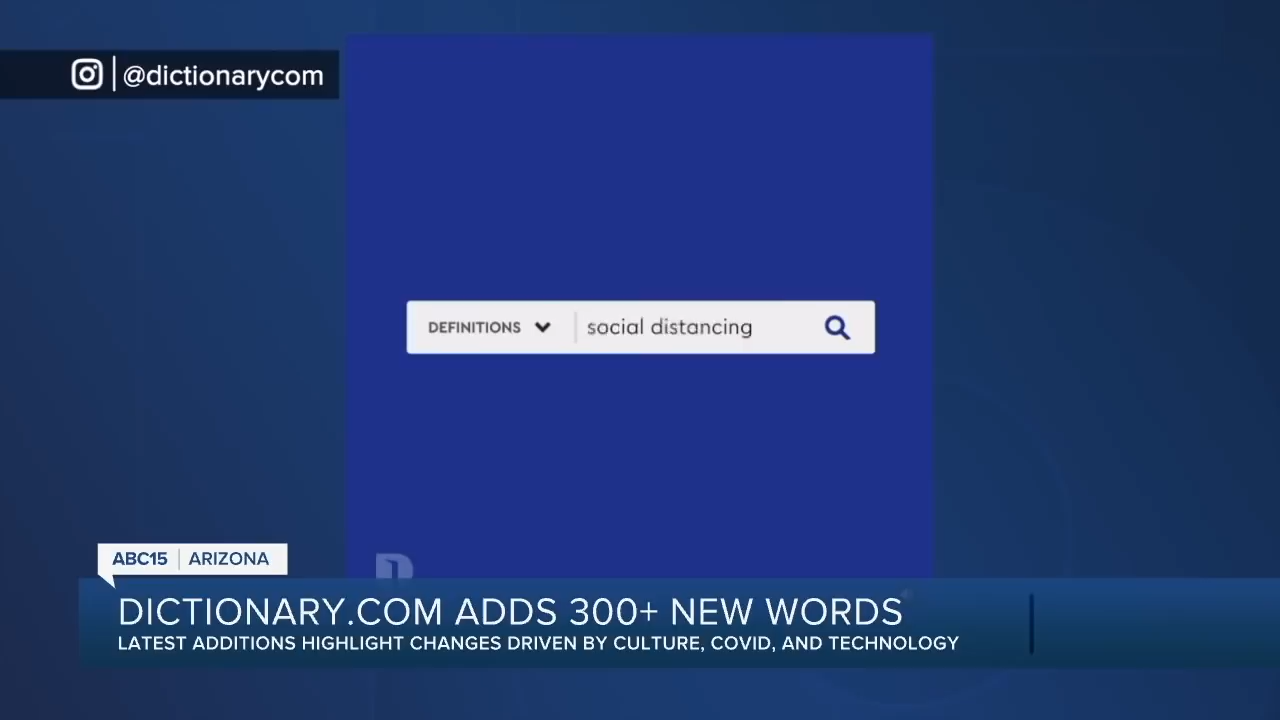 @dictionarycom
DEFINITIONS social distancing
ABC15 ARIZONA
DICTIONARY.COM ADDS 300+ NEW WORDS
LATEST ADDITIONS HIGHLIGHT CHANGES DRIVEN BY CULTURE, COVID, AND TECHNOLOGY